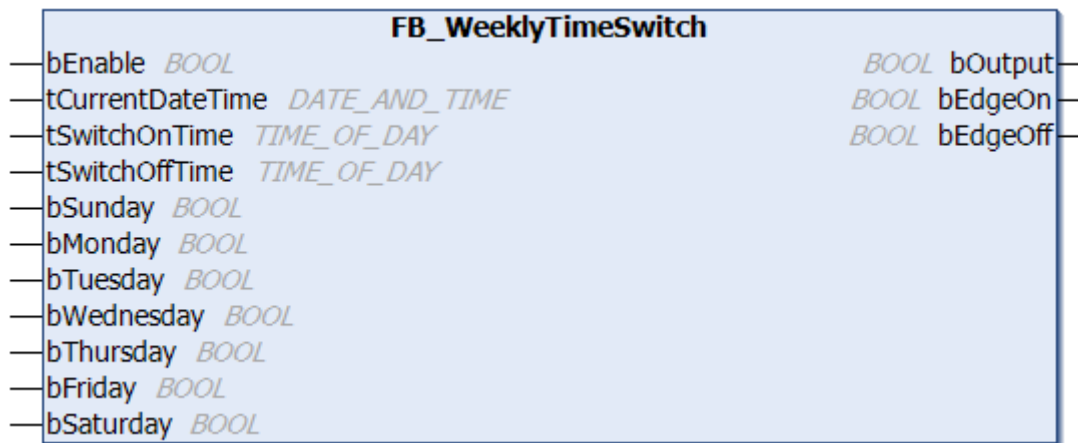 FB_WeeklyTimeSwitch
bEnable BOOL BOOL bOutput
tCurrentDateTime DATE_AND_TIME BOOL bEdgeOn
tSwitchOnTime TIME_OF_DAY BOOL bEdgeOff
tSwitchOffTime TIME_OF_DAY
bSunday BOOL
bMonday BOOL
bTuesday BOOL
bWednesday BOOL
bThursday BOOL
bFriday BOOL
bSaturday BOOL